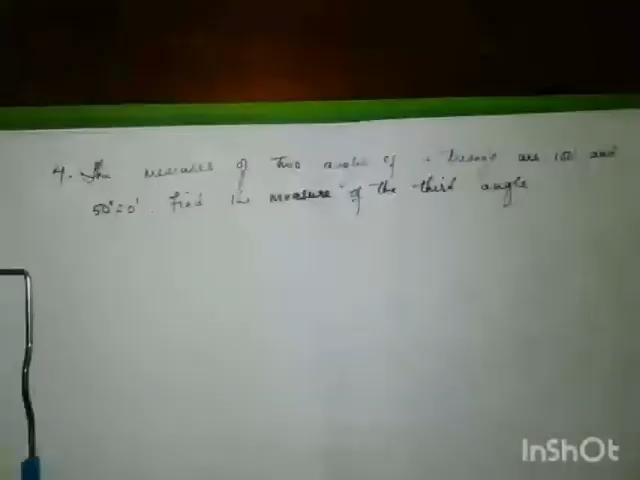 4. The measures of two angles of a triangle are 100° and
50°20'. Find the measure of the third angle
InShOt